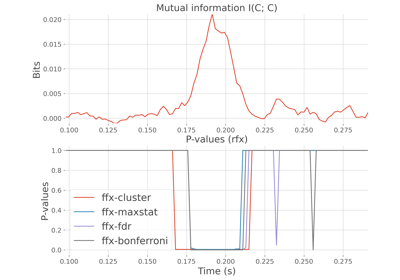 Mutual information I(C; C)
Bits
0.020
0.015
0.010
0.005
0.000
0.100 0.125 0.150 0.175 0.200 0.225 0.250 0.275
P-values (rfx)
P-values
1.0
0.8
0.6
0.4
0.2
0.0
ffx-cluster
ffx-maxstat
ffx-fdr
ffx-bonferroni
0.100 0.125 0.150 0.175 0.200 0.225 0.250 0.275
Time (s)